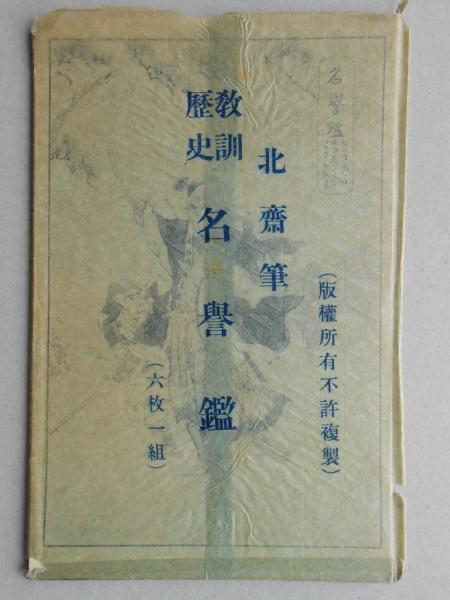 (版權所有不許複製)
北齋筆
教訓
歷史
名譽鑑
(六枚一組)
名譽鑑